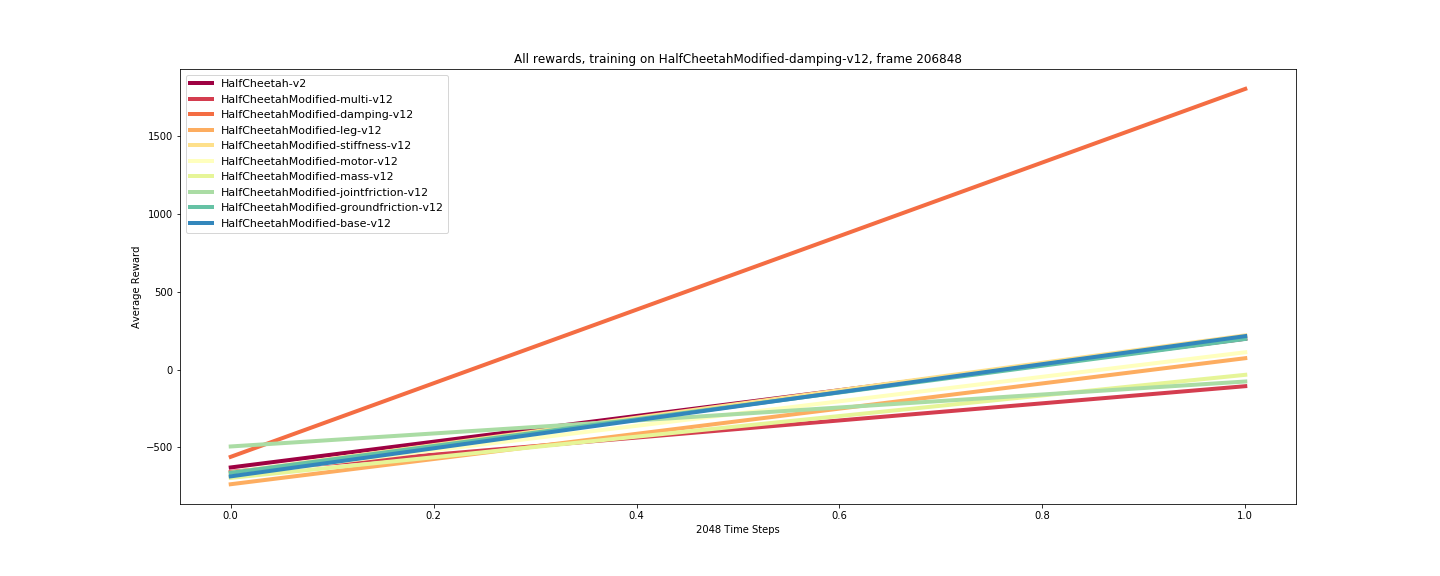 All rewards, training on HalfCheetahModified-damping-v12, frame 206848
HalfCheetah-v2
HalfCheetahModified-multi-v12
HalfCheetahModified-damping-v12
HalfCheetahModified-leg-v12
HalfCheetahModified-stiffness-v12
HalfCheetahModified-motor-v12
HalfCheetahModified-mass-v12
HalfCheetahModified-jointfriction-v12
HalfCheetahModified-groundfriction-v12
HalfCheetahModified-base-v12
Average Reward
1500
1000
500
0
−500
0.0 0.2 0.4 0.6 0.8 1.0
2048 Time Steps